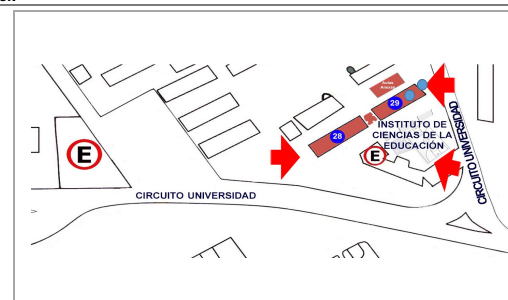 29
INSTITUTO DE
CIENCIAS DE LA
EDUCACIÓN
28
E
E
CIRCUITO UNIVERSIDAD
CIRCUITO UNIVERSIDAD